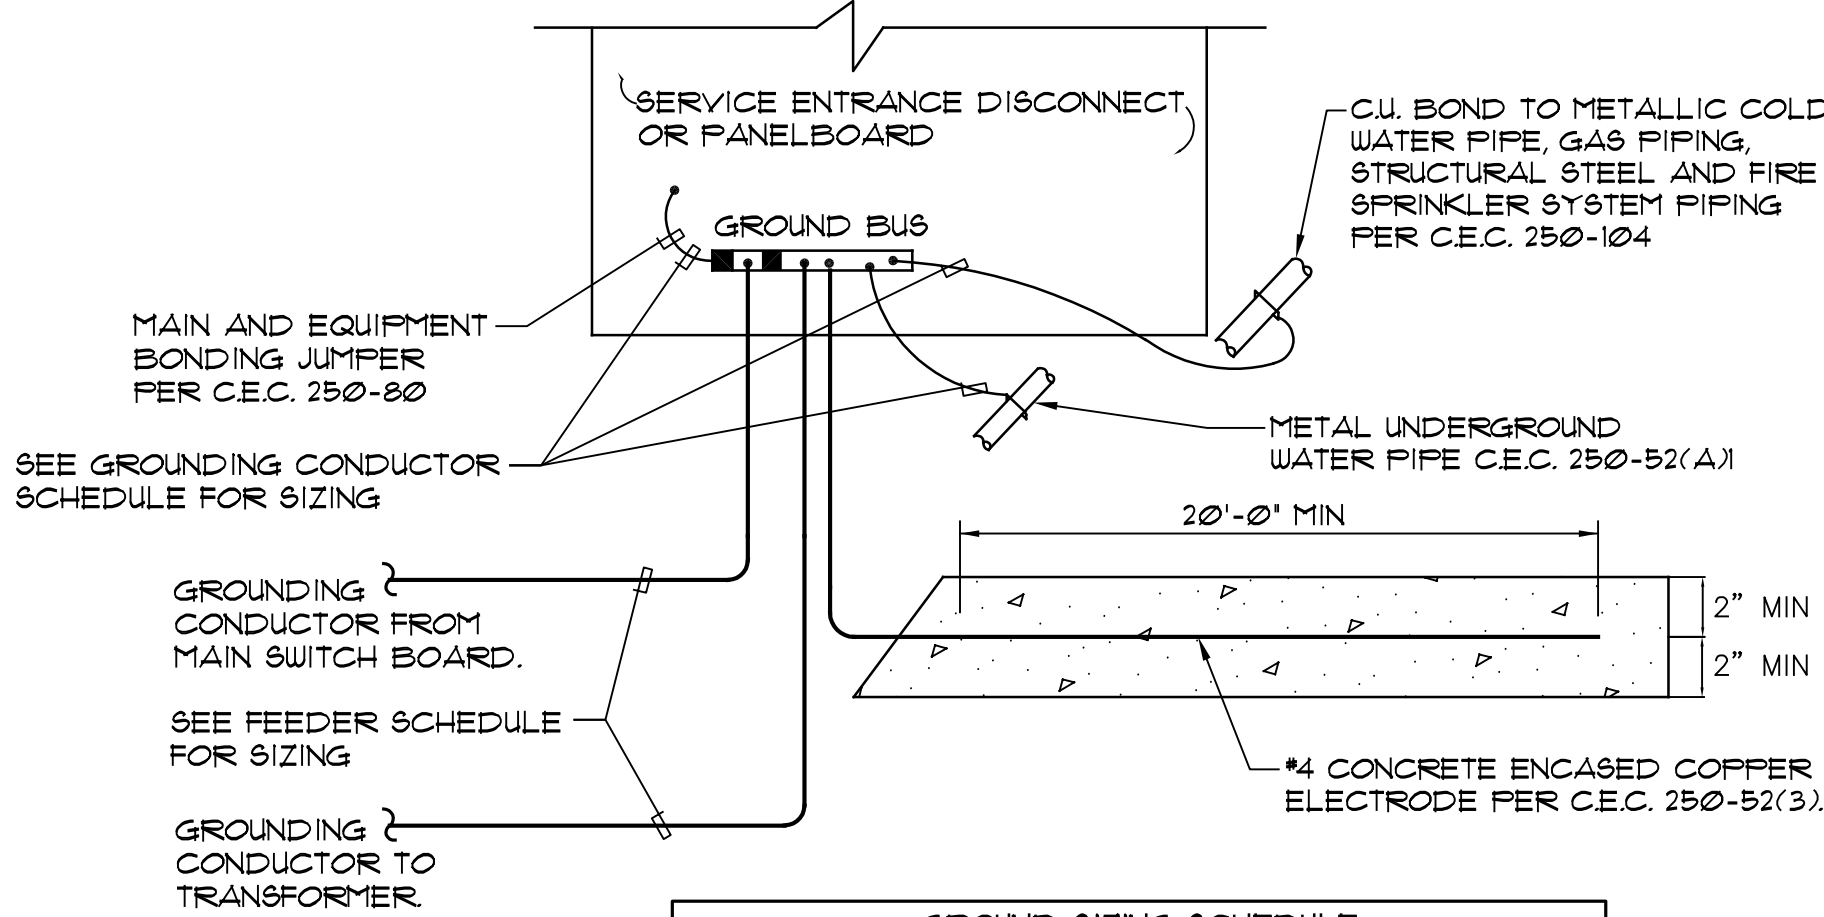 SERVICE ENTRANCE DISCONNECT
OR PANELBOARD
C.U. BOND TO METALLIC COLD
WATER PIPE, GAS PIPING,
STRUCTURAL STEEL AND FIRE
SPRINKLER SYSTEM PIPING
PER C.E.C. 250-104
GROUND BUS
MAIN AND EQUIPMENT
BONDING JUMPER
PER C.E.C. 250-80
METAL UNDERGROUND
WATER PIPE C.E.C. 250-52(A)1
SEE GROUNDING CONDUCTOR
SCHEDULE FOR SIZING
20'-0" MIN
GROUNDING
CONDUCTOR FROM
MAIN SWITCH BOARD.
2” MIN
2” MIN
SEE FEEDER SCHEDULE
FOR SIZING
#4 CONCRETE ENCASED COPPER
ELECTRODE PER C.E.C. 250-52(3).
GROUNDING
CONDUCTOR TO
TRANSFORMER.
GROUND SIZING SCHEDULE